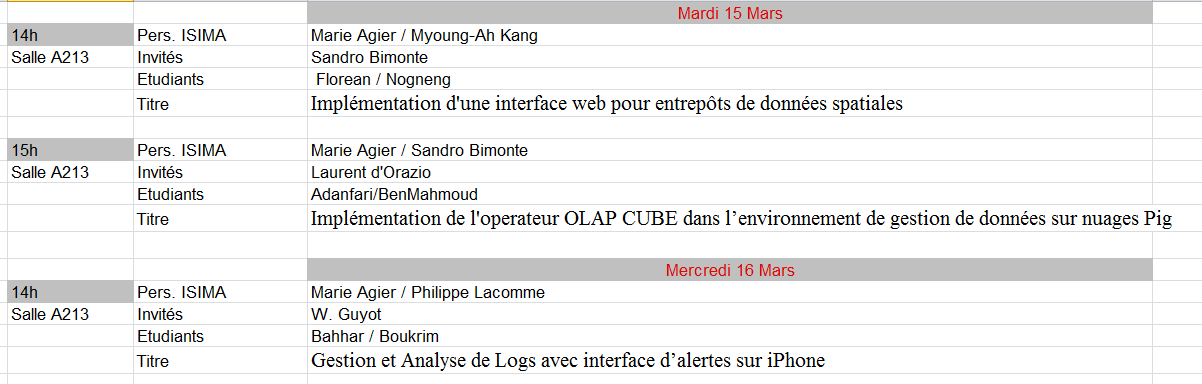 Mardi 15 Mars
14h Pers. ISIMA Marie Agier / Myoung-Ah Kang
Salle A213 Invités Sandro Bimonte
Etudiants Florean / Nogneng
Titre Implémentation d'une interface web pour entrepôts de données spatiales
15h Pers. ISIMA Marie Agier / Sandro Bimonte
Salle A213 Invités Laurent d'Orazio
Etudiants Adanfari/BenMahmoud
Titre Implémentation de l'operateur OLAP CUBE dans l’environnement de gestion de données sur nuages Pig
Mercredi 16 Mars
14h Pers. ISIMA Marie Agier / Philippe Lacomme
Salle A213 Invités W. Guyot
Etudiants Bahhar / Boukrim
Titre Gestion et Analyse de Logs avec interface d’alertes sur iPhone